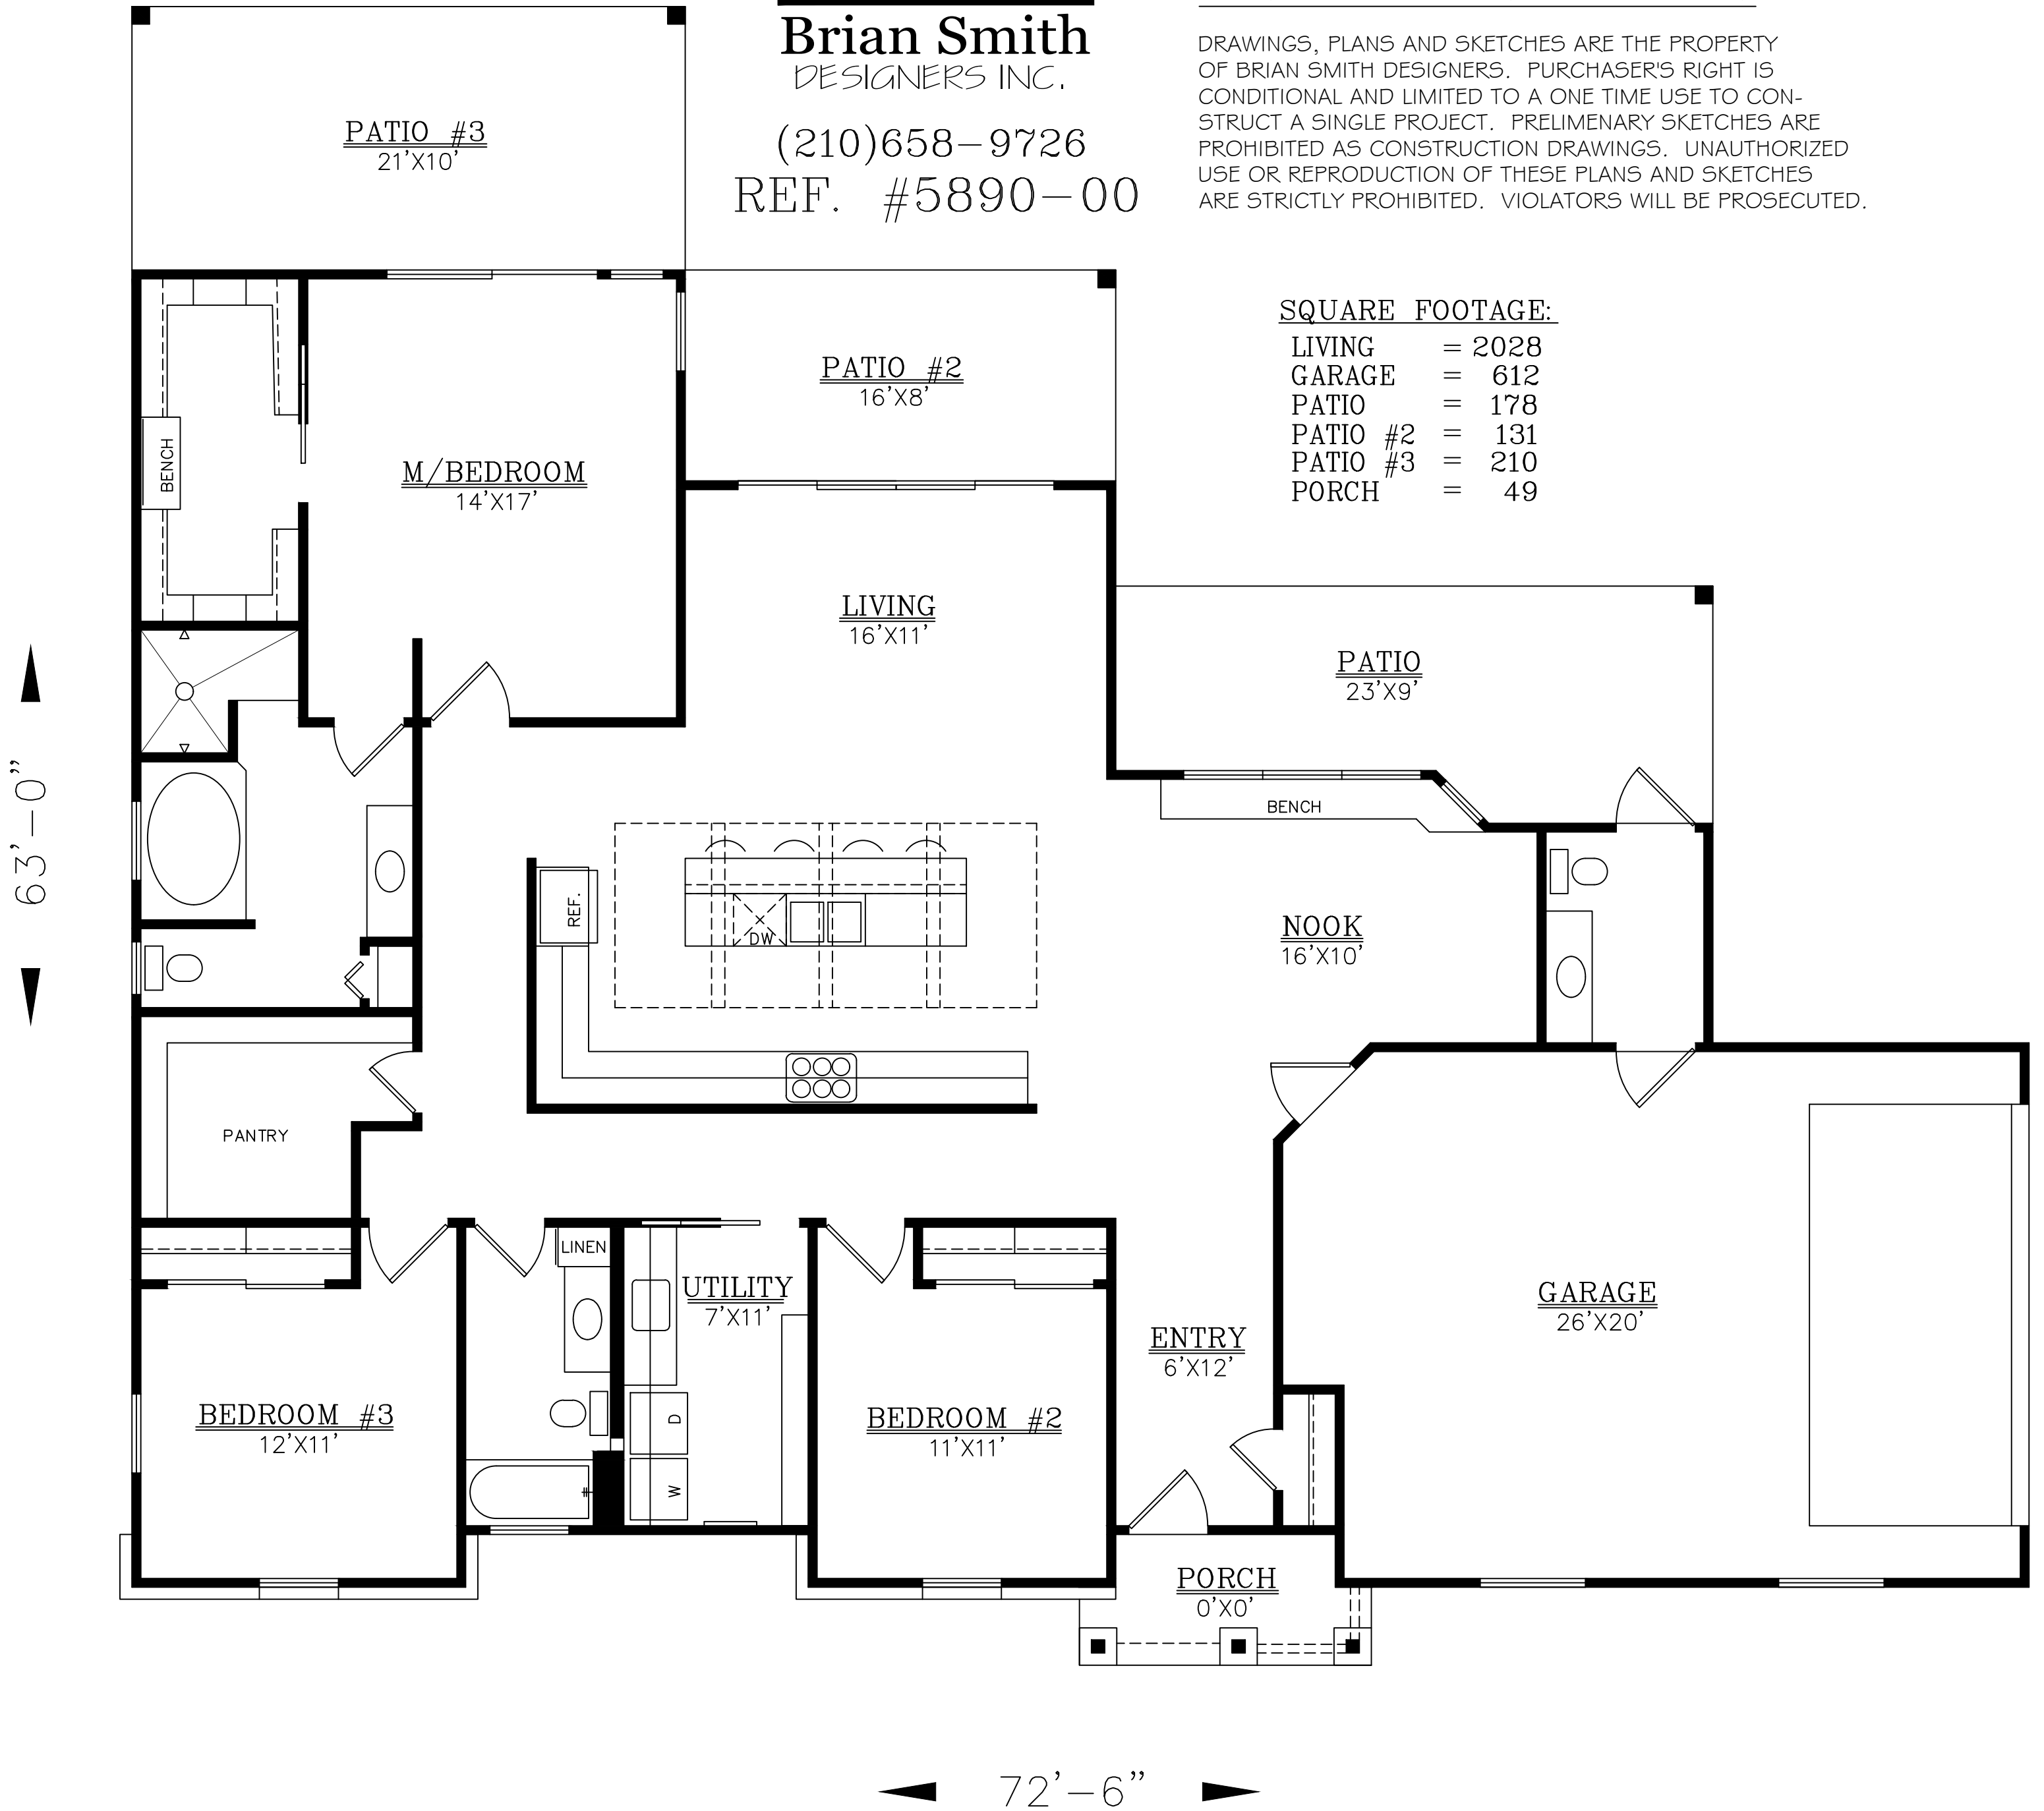 Brian Smith
DESIGNERS INC.
(210)658-9726
REF. #5890-00
DRAWINGS, PLANS AND SKETCHES ARE THE PROPERTY
OF BRIAN SMITH DESIGNERS. PURCHASER'S RIGHT IS
CONDITIONAL AND LIMITED TO A ONE TIME USE TO CON-
STRUCT A SINGLE PROJECT. PRELIMENARY SKETCHES ARE
PROHIBITED AS CONSTRUCTION DRAWINGS. UNAUTHORIZED
USE OR REPRODUCTION OF THESE PLANS AND SKETCHES
ARE STRICTLY PROHIBITED. VIOLATORS WILL BE PROSECUTED.
PATIO #3
21'X10'
SQUARE FOOTAGE:
LIVING = 2028
GARAGE = 612
PATIO = 178
PATIO #2 = 131
PATIO #3 = 210
PORCH = 49
PATIO #2
16'X8'
BENCH
M/BEDROOM
14'X17'
LIVING
16'X11'
PATIO
23'X9'
63'-0"
BENCH
REF.
DW
NOOK
16'X10'
PANTRY
LINEN
UTILITY
7'X11'
GARAGE
26'X20'
ENTRY
6'X12'
BEDROOM #3
12'X11'
D
W
BEDROOM #2
11'X11'
PORCH
0'X0'
72'-6"